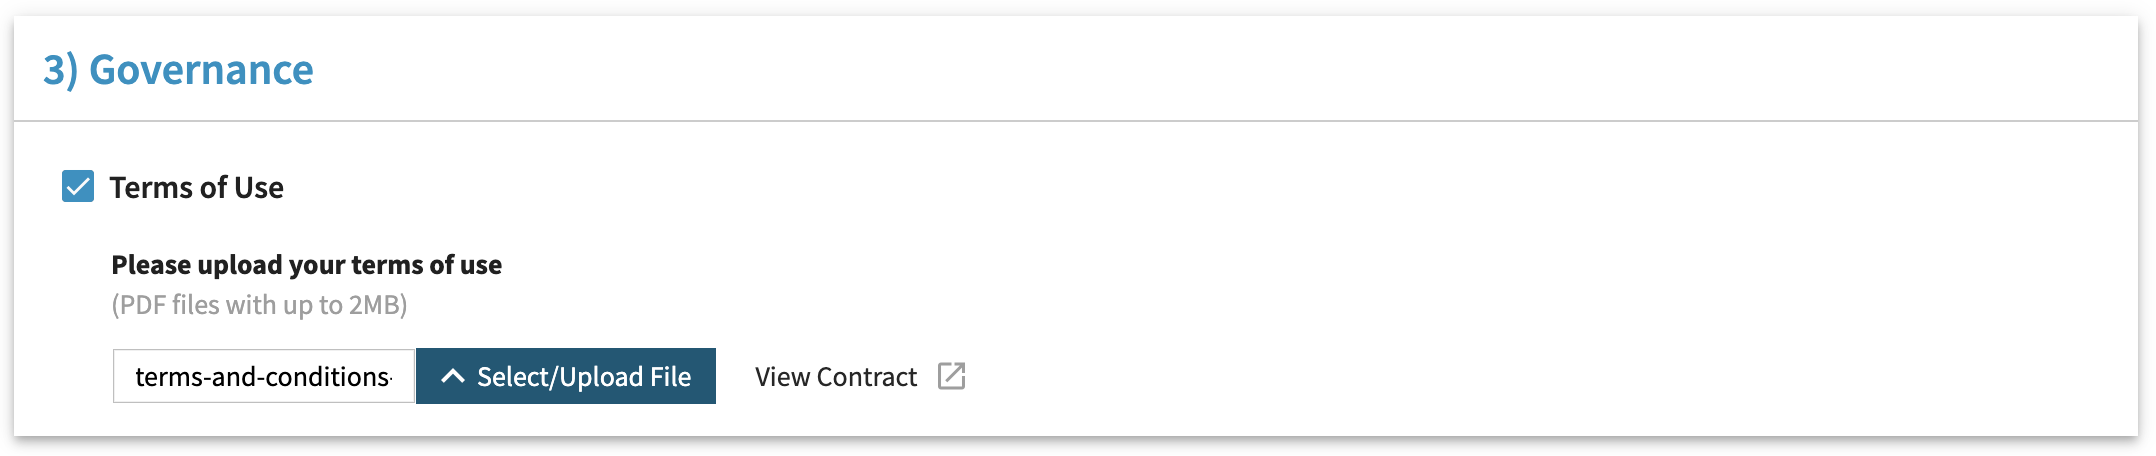 3) Governance
Terms of Use
Please upload your terms of use
(PDF files with up to 2MB)
terms-and-conditions- Select/Upload File View Contract